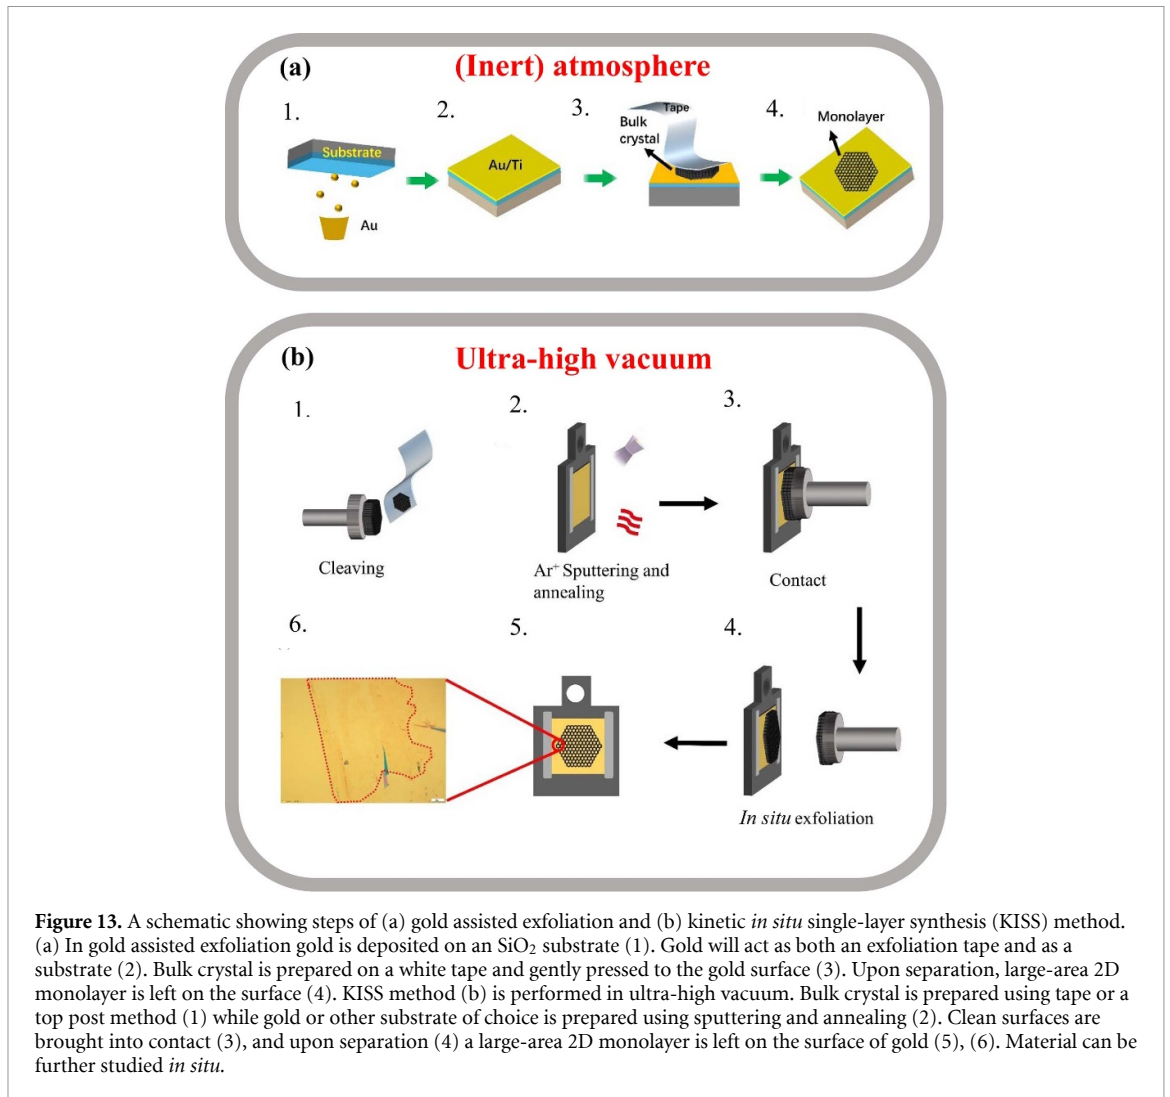 (a)
(Inert) atmosphere
1.
2.
3.
4.
Substrate
Au
Au/Ti
Tape
Bulk
crystal
Monolayer
(b)
Ultra-high vacuum
1.
2.
3.
Cleaving
Ar⁺ Sputtering and
annealing
Contact
6.
5.
4.
In situ exfoliation
Figure 13. A schematic showing steps of (a) gold assisted exfoliation and (b) kinetic in situ single-layer synthesis (KISS) method.
(a) In gold assisted exfoliation gold is deposited on an SiO₂ substrate (1). Gold will act as both an exfoliation tape and as a
substrate (2). Bulk crystal is prepared on a white tape and gently pressed to the gold surface (3). Upon separation, large-area 2D
monolayer is left on the surface (4). KISS method (b) is performed in ultra-high vacuum. Bulk crystal is prepared using tape or a
top post method (1) while gold or other substrate of choice is prepared using sputtering and annealing (2). Clean surfaces are
brought into contact (3), and upon separation (4) a large-area 2D monolayer is left on the surface of gold (5), (6). Material can be
further studied in situ.